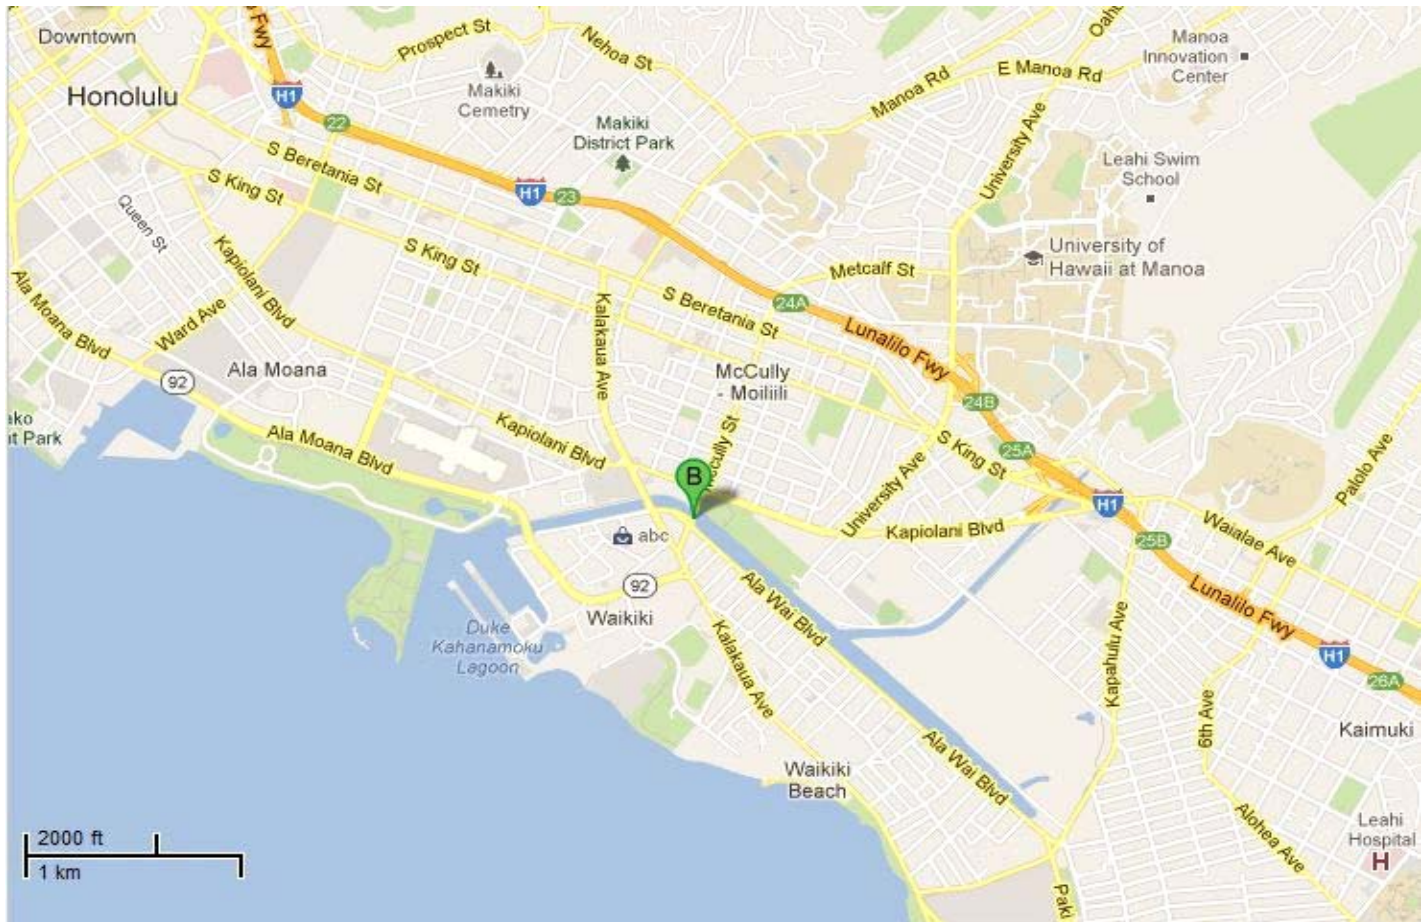 Downtown
Honolulu
Fwy
H1
22
Prospect St
Makiki
Cemetry
Nehoa St
Makiki
District Park
Manoa Rd
E Manoa Rd
Manoa
Innovation
Center
University Ave
Leahi Swim
School
S Beretania St
S King St
H1
23
Queen St
Kapiolani Blvd
S King St
Metcalf St
University of
Hawaii at Manoa
Ala Moana Blvd
Ward Ave
Kalakaua Ave
S Beretania St
24A
Lunalilo Fwy
Ala Moana
92
McCully
- Moiliili
24B
t Park
Ala Moana Blvd
Kapiolani Blvd
Mccully St
S King St
25A
Palolo Ave
B
University Ave
Kapiolani Blvd
H1
25B
Waialae Ave
abc
92
Waikiki
Ala Wai Blvd
Lunalilo Fwy
Duke
Kahanamoku
Lagoon
Kalakaua Ave
Kapahulu Ave
H1
26A
6th Ave
Kaimuki
Waikiki
Beach
Ala Wai Blvd
Alohea Ave
Leahi
Hospital
H
Paki
2000 ft
1 km